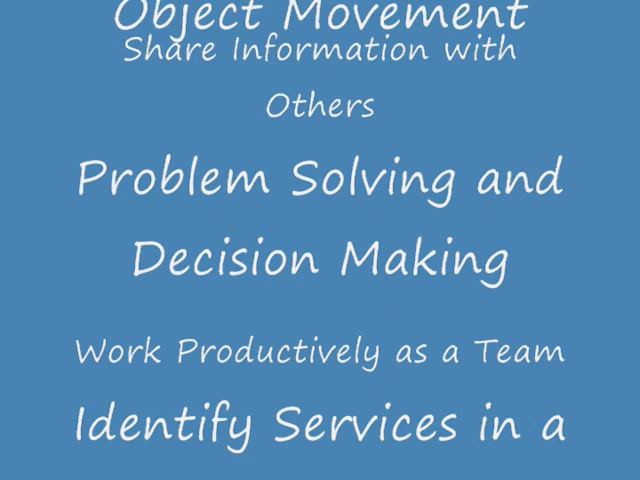 Object Movement
Share Information with
Others
Problem Solving and
Decision Making
Work Productively as a Team
Identify Services in a